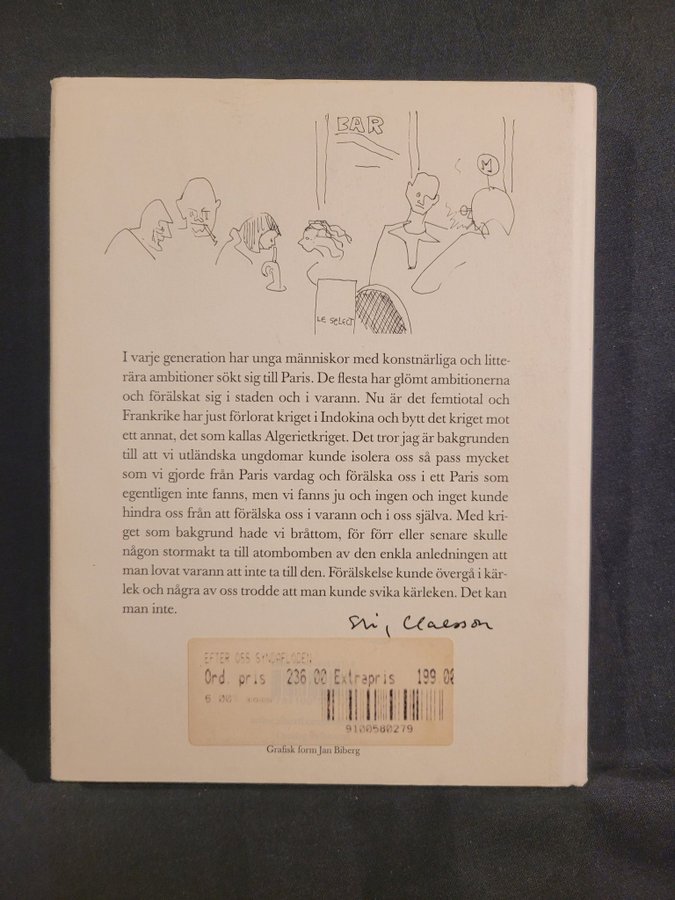 BAR
M
LE SELECT
I varje generation har unga människor med konstnärliga och litte-
rära ambitioner sökt sig till Paris. De flesta har glömt ambitionerna
och förälskat sig i staden och i varann. Nu är det femtiotal och
Frankrike har just förlorat kriget i Indokina och bytt det kriget mot
ett annat, det som kallas Algerietkriget. Det tror jag är bakgrunden
till att vi utländska ungdomar kunde isolera oss så pass mycket
som vi gjorde från Paris vardag och förälska oss i ett Paris som
egentligen inte fanns, men vi fanns ju och ingen och inget kunde
hindra oss från att förälska oss i varann och i oss själva. Med kri-
get som bakgrund hade vi bråttom, för förr eller senare skulle
någon stormakt ta till atombomben av den enkla anledningen att
man lovat varann att inte ta till den. Förälskelse kunde övergå i kär-
lek och några av oss trodde att man kunde svika kärleken. Det kan
man inte.
Stig Claesson
EFTER OSS SYNDAFLODEN
Ord. pris 236.00 Extrapris 199.00
9100580279
Grafisk form Jan Biberg